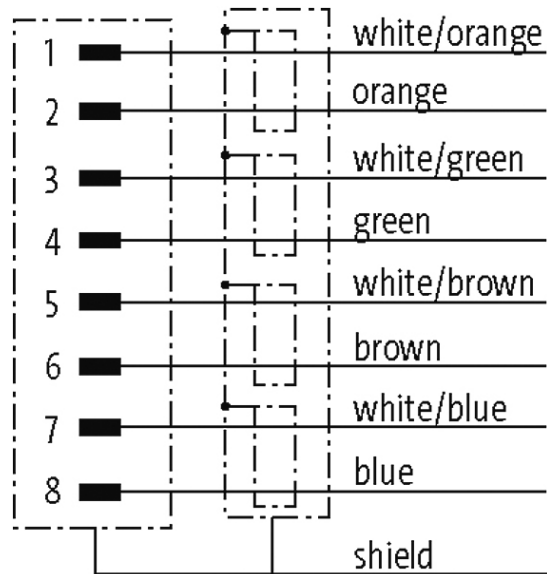 1 white/orange
2 orange
3 white/green
4 green
5 white/brown
6 brown
7 white/blue
8 blue
shield